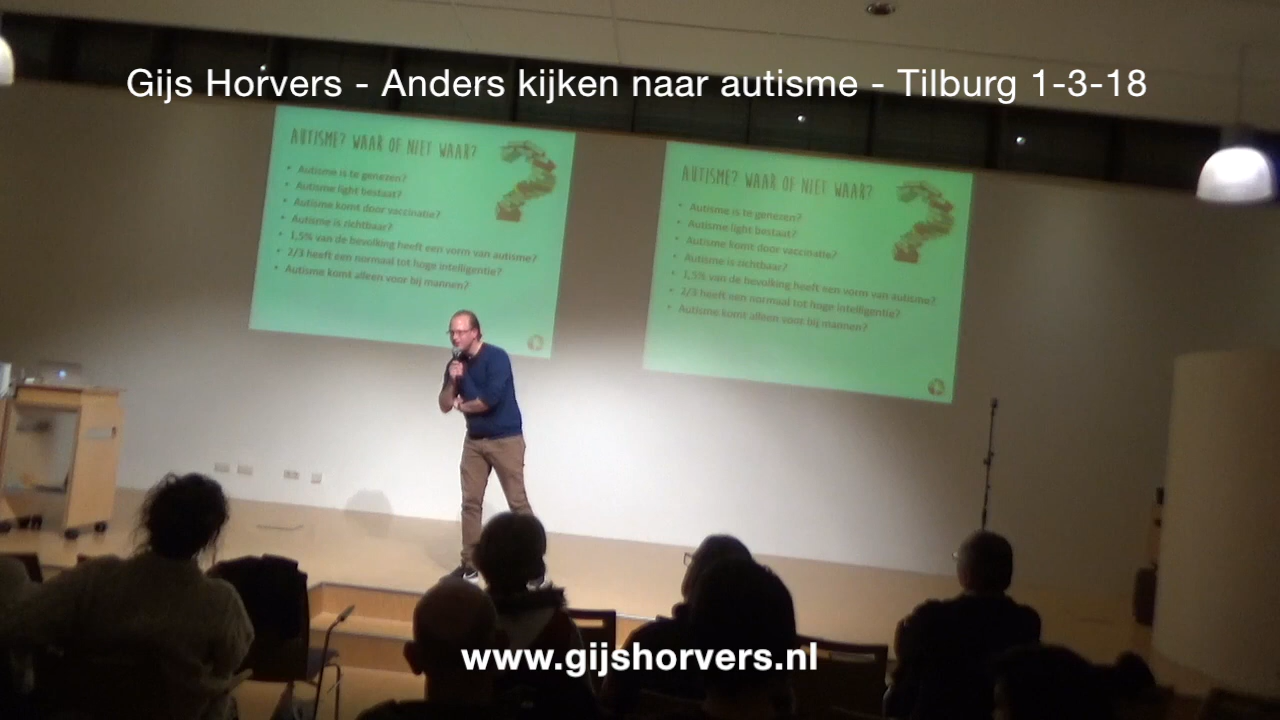 Gijs Horvers - Anders kijken naar autisme - Tilburg 1-3-18
AUTISME? WAAR OF NIET WAAR?
• Autisme is te genezen?
• Autisme light bestaat?
• Autisme komt door vaccinatie?
• Autisme is zichtbaar?
• 1,5% van de bevolking heeft een vorm van autisme?
• 2/3 heeft een normaal tot hoge intelligentie?
• Autisme komt alleen voor bij mannen?
AUTISME? WAAR OF NIET WAAR?
• Autisme is te genezen?
• Autisme light bestaat?
• Autisme komt door vaccinatie?
• Autisme is zichtbaar?
• 1,5% van de bevolking heeft een vorm van autisme?
• 2/3 heeft een normaal tot hoge intelligentie?
• Autisme komt alleen voor bij mannen?
www.gijshorvers.nl